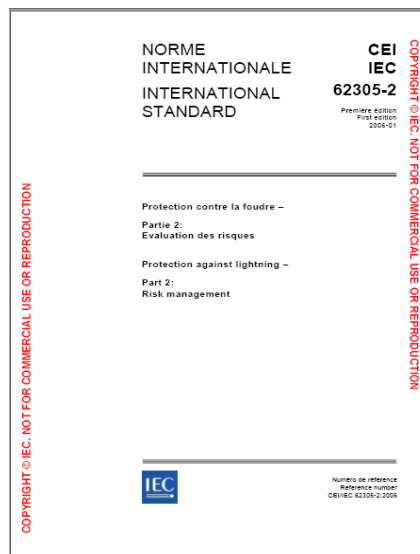 NORME
INTERNATIONALE
INTERNATIONAL
STANDARD
CEI
IEC
62305-2
Première édition
First edition
2006-01
Protection contre la foudre –
Partie 2:
Evaluation des risques
Protection against lightning –
Part 2:
Risk management
IEC
Numéro de référence
Reference number
CEI/IEC 62305-2:2006
COPYRIGHT © IEC. NOT FOR COMMERCIAL USE OR REPRODUCTION
COPYRIGHT © IEC. NOT FOR COMMERCIAL USE OR REPRODUCTION